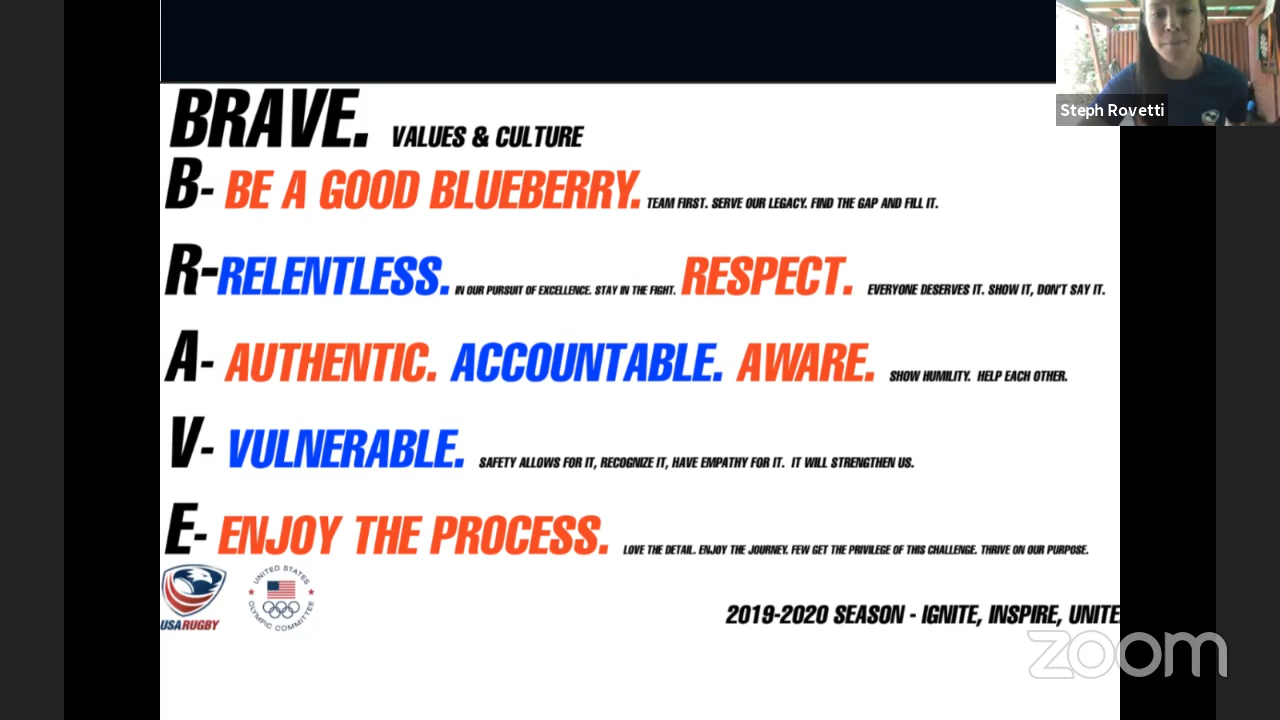 Steph Rovetti
BRAVE. VALUES & CULTURE
B- BE A GOOD BLUEBERRY. TEAM FIRST. SERVE OUR LEGACY. FIND THE GAP AND FILL IT.
R-RELENTLESS. IN OUR PURSUIT OF EXCELLENCE. STAY IN THE FIGHT. RESPECT. EVERYONE DESERVES IT. SHOW IT, DON'T SAY IT.
A- AUTHENTIC. ACCOUNTABLE. AWARE. SHOW HUMILITY. HELP EACH OTHER.
V- VULNERABLE. SAFETY ALLOWS FOR IT, RECOGNIZE IT, HAVE EMPATHY FOR IT. IT WILL STRENGTHEN US.
E- ENJOY THE PROCESS. LOVE THE DETAIL. ENJOY THE JOURNEY. FEW GET THE PRIVILEGE OF THIS CHALLENGE. THRIVE ON OUR PURPOSE.
UNITED STATES
OLYMPIC COMMITTEE
USA RUGBY
2019-2020 SEASON - IGNITE, INSPIRE, UNITE
zoom